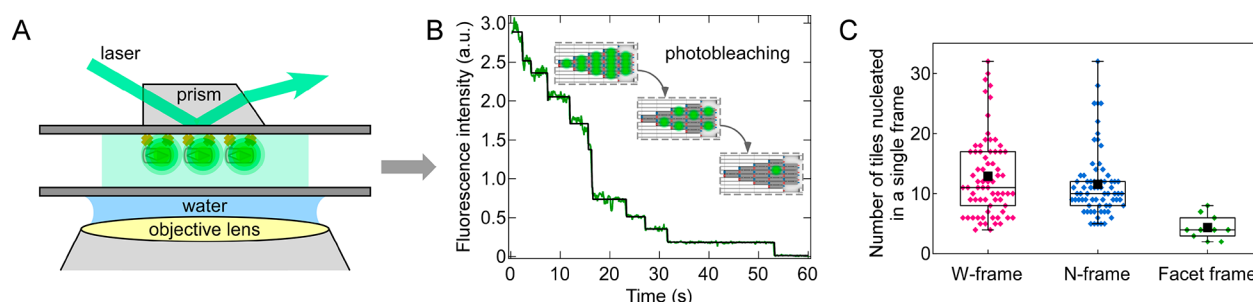 A
laser
prism
water
objective lens
B
Fluorescence intensity (a.u.)
3.0
2.5
2.0
1.5
1.0
0.5
0.0
photobleaching
0 10 20 30 40 50 60
Time (s)
C
Number of tiles nucleated
in a single frame
30
20
10
0
W-frame N-frame Facet frame